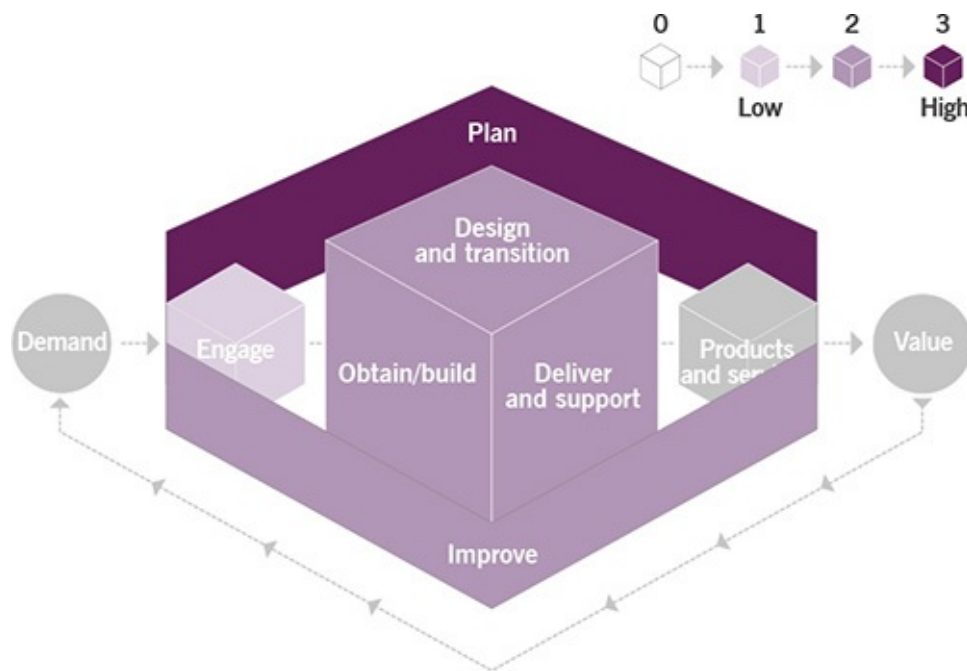 0 1 2 3
Low High
Plan
Design
and transition
Demand
Engage
Obtain/build
Deliver
and support
Products
and
Value
Improve